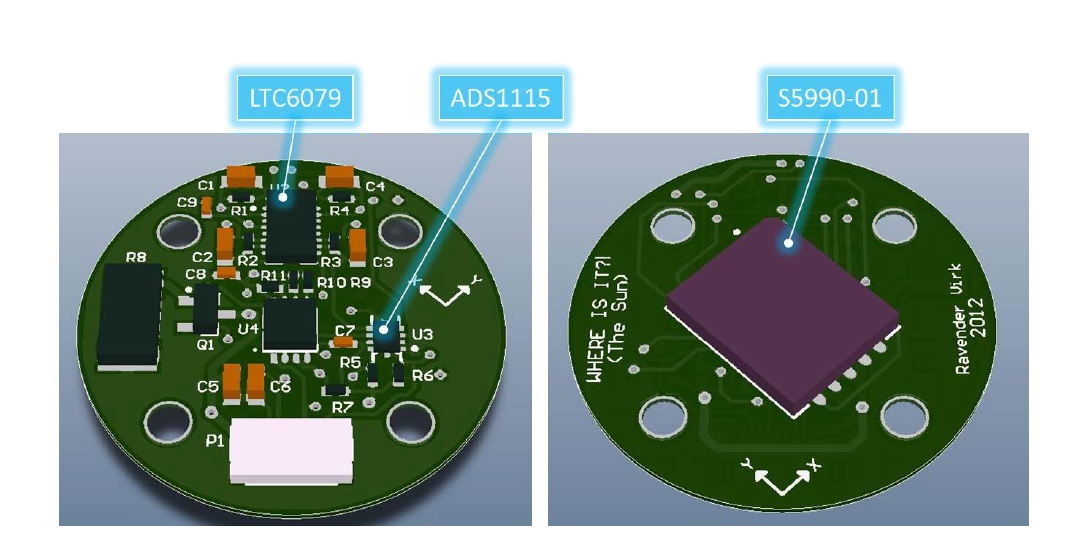 LTC6079
ADS1115
S5990-01
C1
C4
C9
R1
R4
C2
R2
R3
C3
R8
C8
R11
R10 R9
X
Y
U4
C7
U3
Q1
R5
R6
C5
C6
R7
P1
WHERE IS IT?|
(The Sun)
Ravender Virk
2012
Y
X